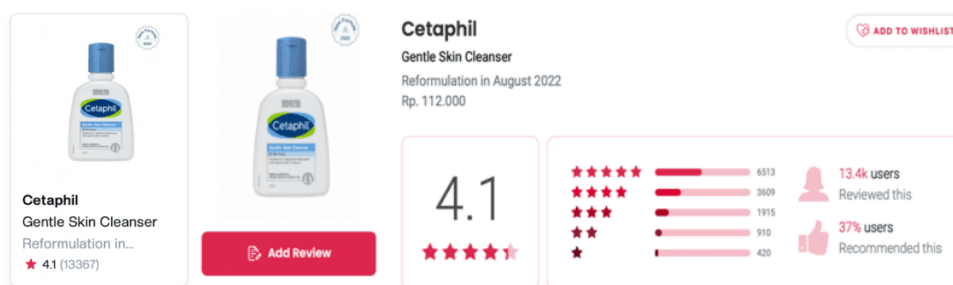 Cetaphil
Gentle Skin Cleanser
Reformulation in...
4.1 (13367)
Cetaphil
Cetaphil
Add Review
Cetaphil
Gentle Skin Cleanser
Reformulation in August 2022
Rp. 112.000
ADD TO WISHLIST
4.1
6513
3609
1915
910
420
13.4k users
Reviewed this
37% users
Recommended this